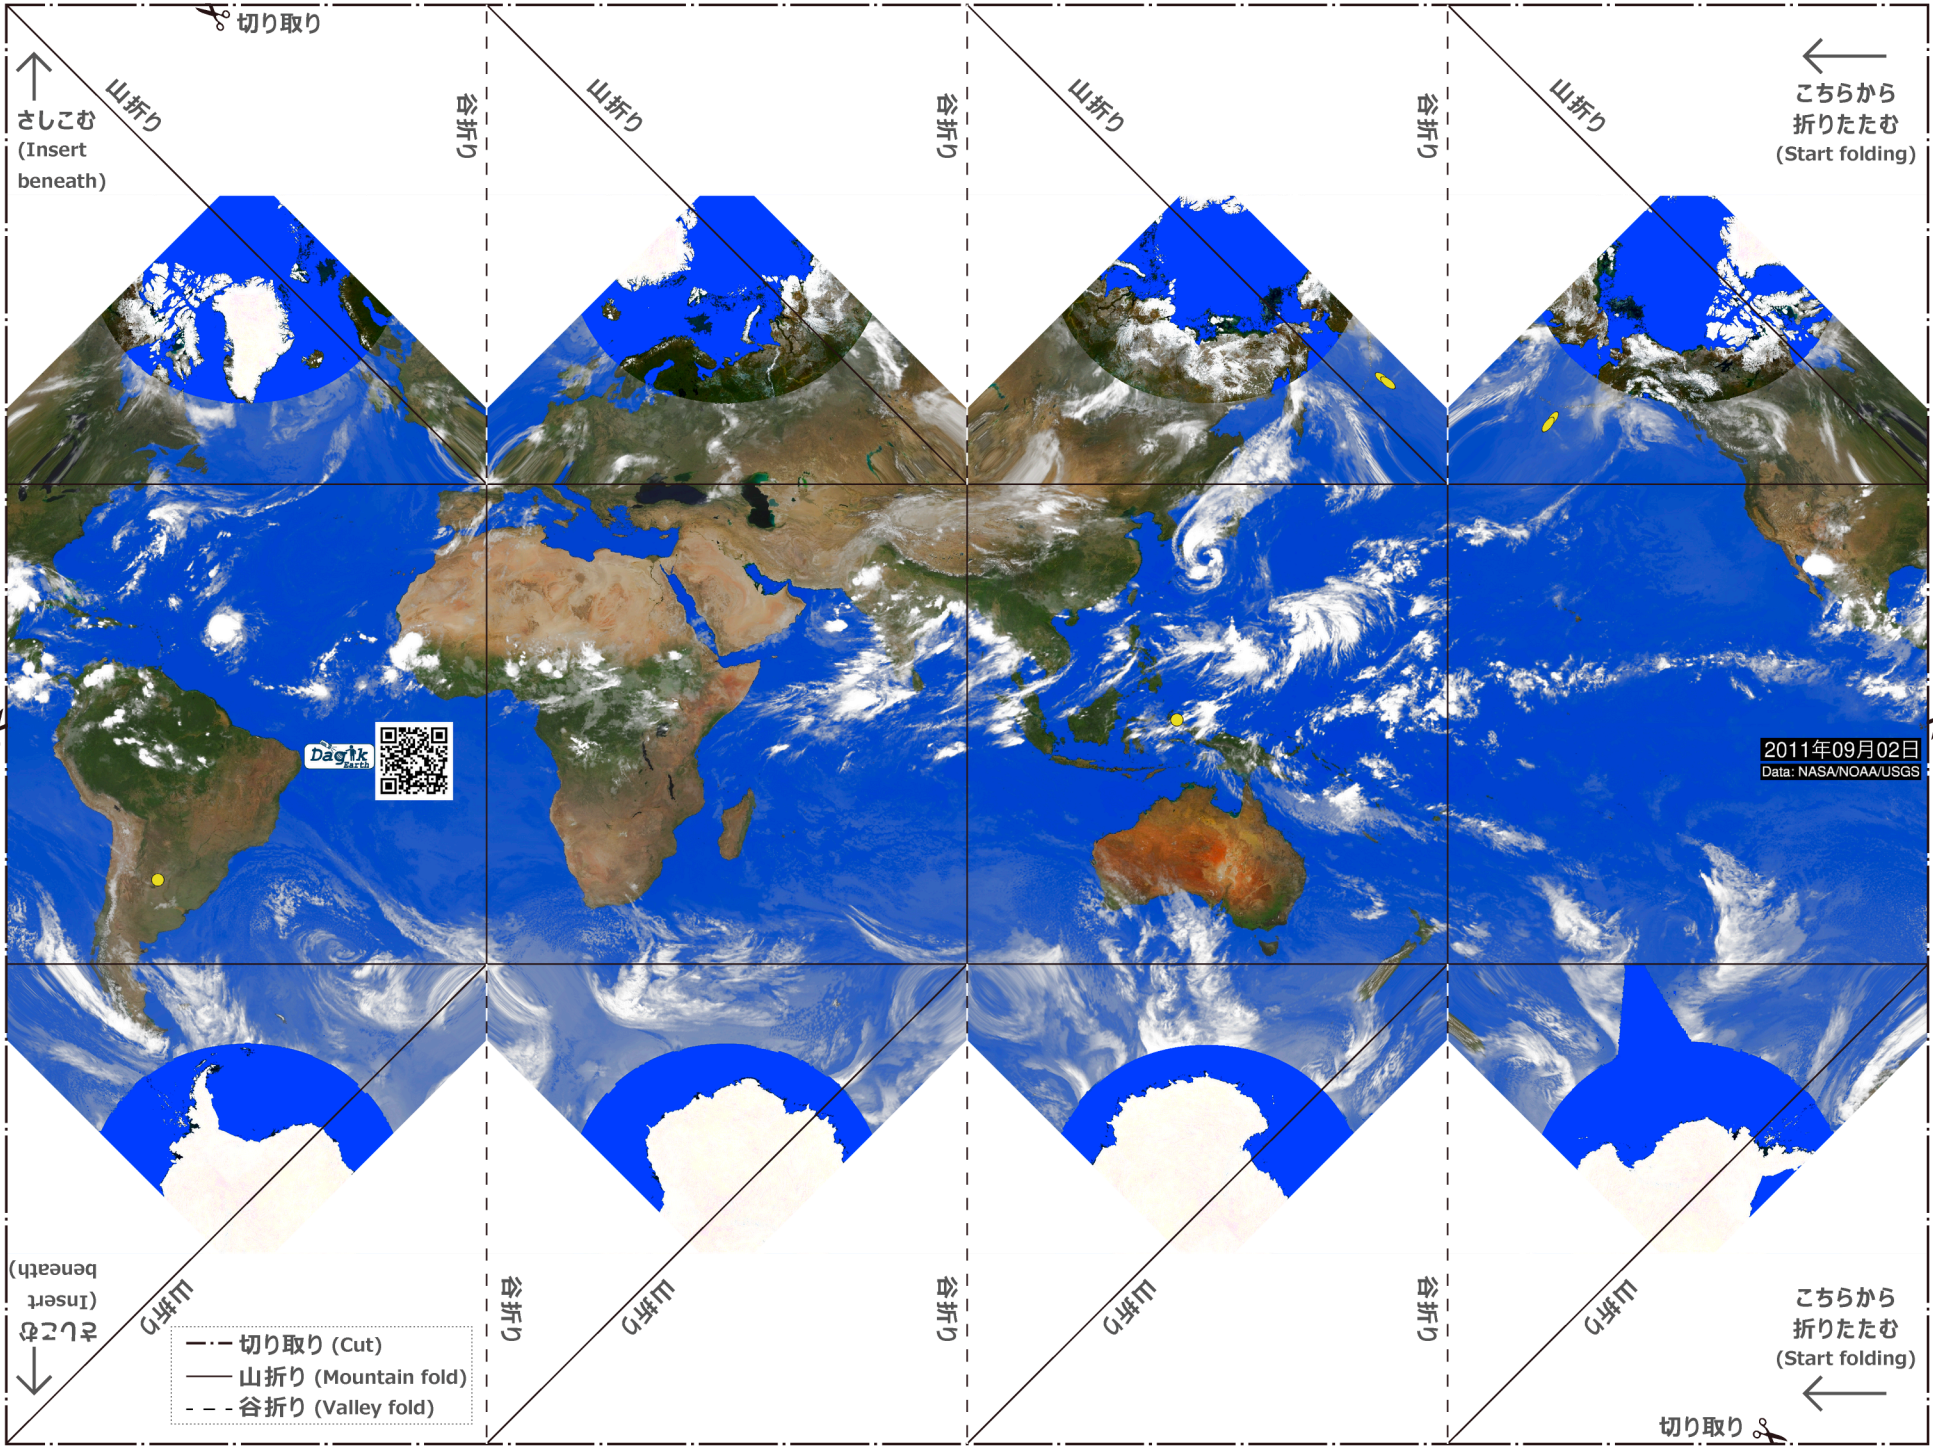 切り取り
山折り
谷折り
山折り
谷折り
山折り
谷折り
山折り
さしこむ
(Insert
beneath)
こちらから
折りたたむ
(Start folding)
Dagik
Earth
2011年09月02日
Data: NASA/NOAA/USGS
さしこむ
(Insert
beneath)
山折り
谷折り
山折り
谷折り
山折り
谷折り
山折り
こちらから
折りたたむ
(Start folding)
切り取り (Cut)
山折り (Mountain fold)
谷折り (Valley fold)
切り取り